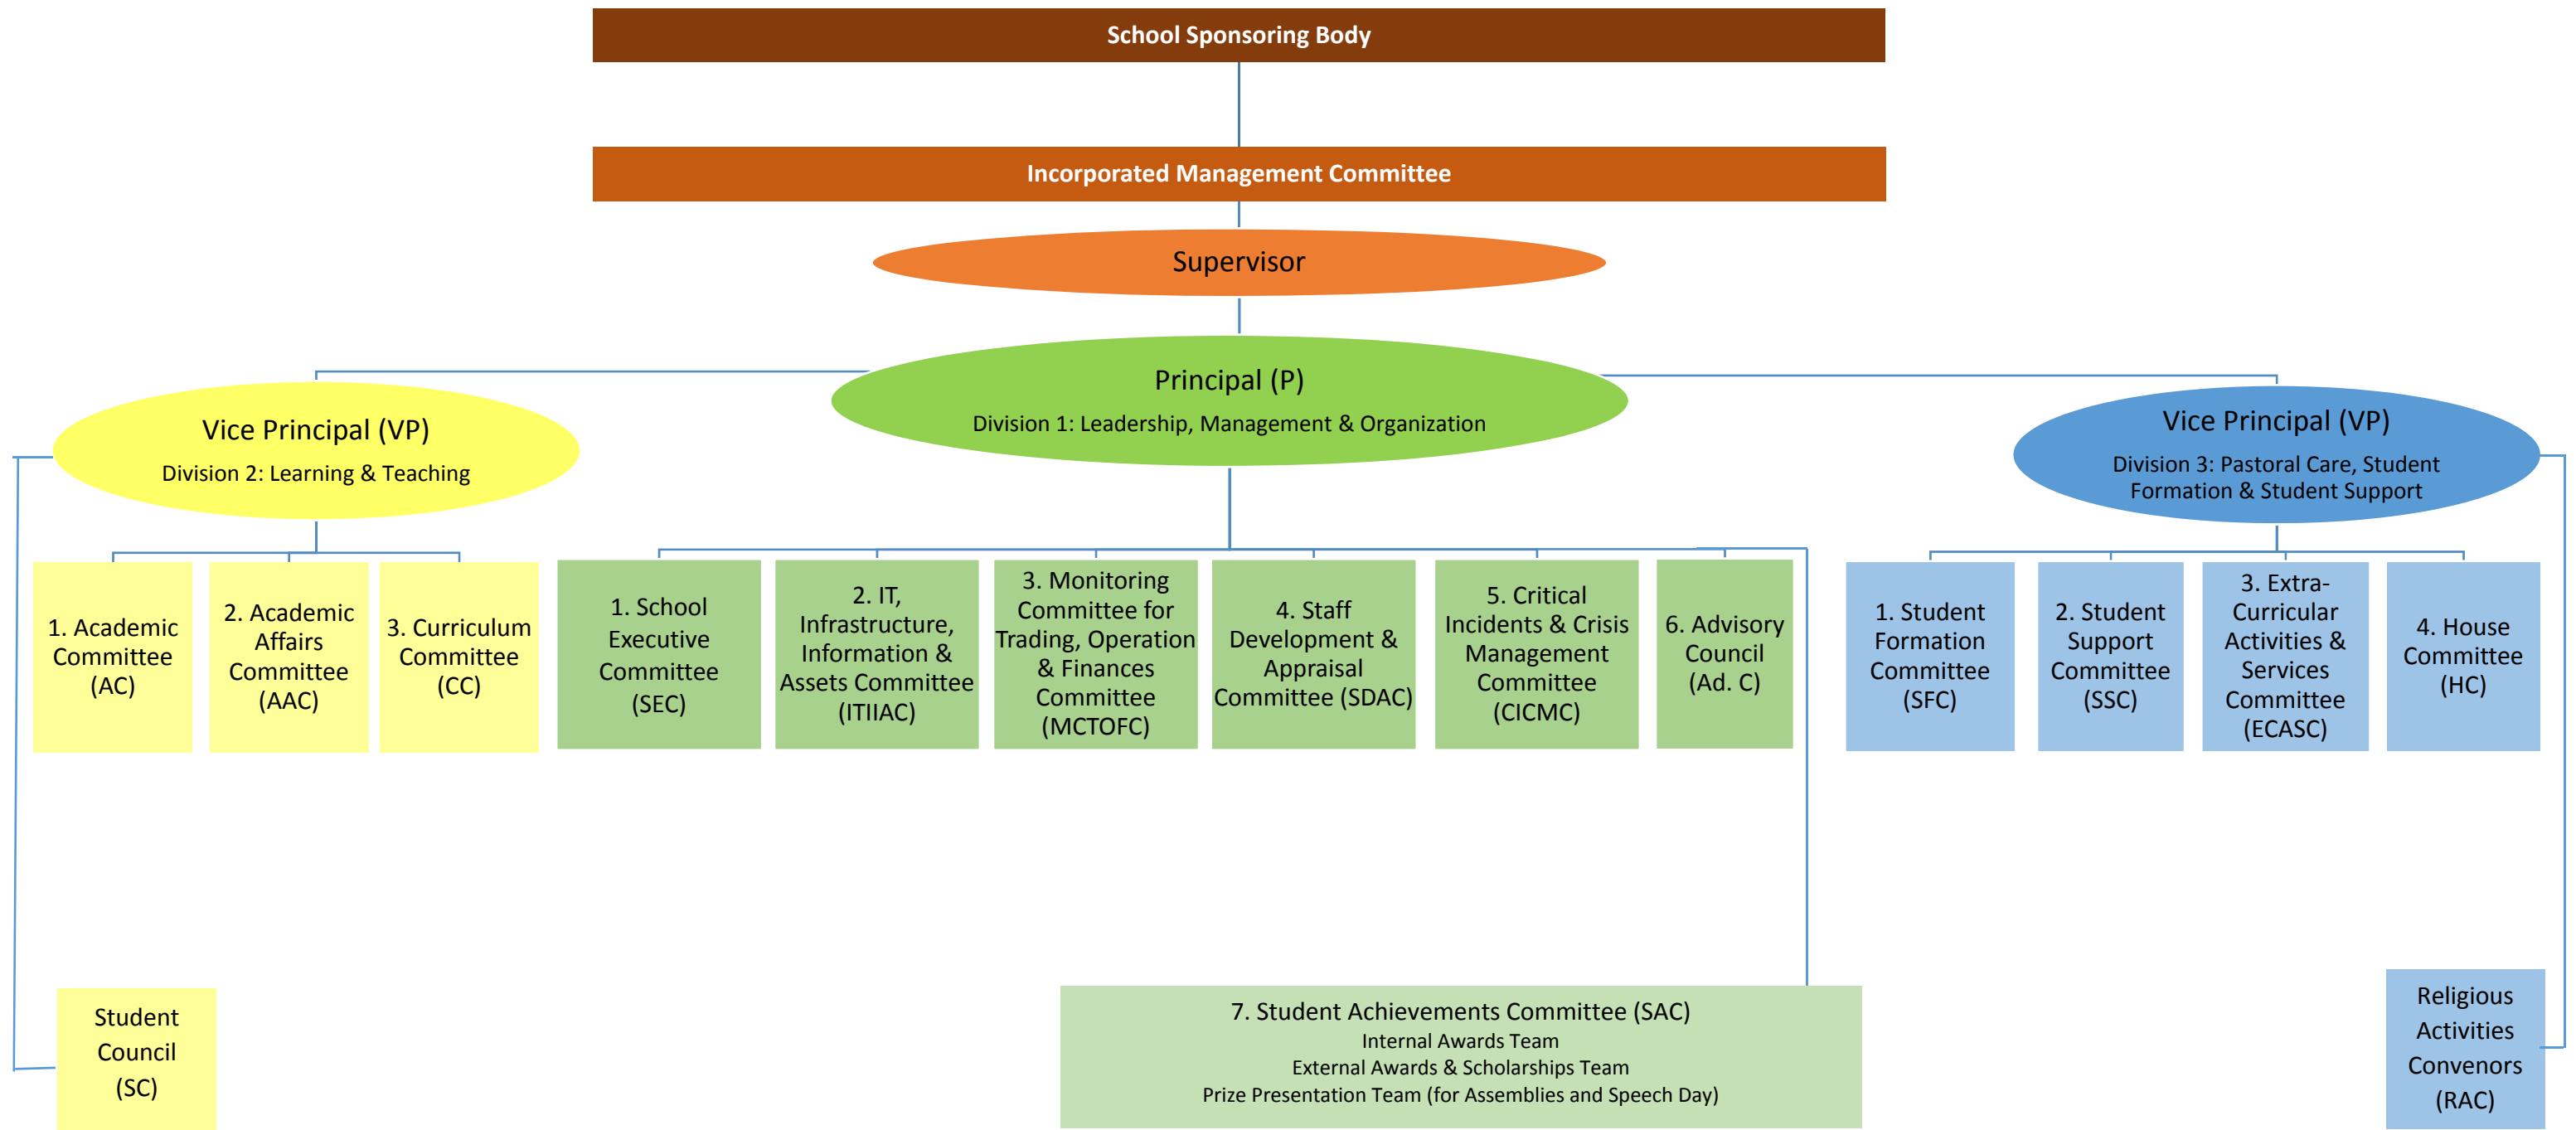 School Sponsoring Body
Incorporated Management Committee
Supervisor
Principal (P)
Division 1: Leadership, Management & Organization
Vice Principal (VP)
Division 2: Learning & Teaching
Vice Principal (VP)
Division 3: Pastoral Care, Student
Formation & Student Support
1. Academic
Committee
(AC)
2. Academic
Affairs
Committee
(AAC)
3. Curriculum
Committee
(CC)
1. School
Executive
Committee
(SEC)
2. IT,
Infrastructure,
Information &
Assets Committee
(ITIIAC)
3. Monitoring
Committee for
Trading, Operation
& Finances
Committee
(MCTOFC)
4. Staff
Development &
Appraisal
Committee (SDAC)
5. Critical
Incidents & Crisis
Management
Committee
(CICMC)
6. Advisory
Council
(Ad. C)
1. Student
Formation
Committee
(SFC)
2. Student
Support
Committee
(SSC)
3. Extra-
Curricular
Activities &
Services
Committee
(ECASC)
4. House
Committee
(HC)
Student
Council
(SC)
7. Student Achievements Committee (SAC)
Internal Awards Team
External Awards & Scholarships Team
Prize Presentation Team (for Assemblies and Speech Day)
Religious
Activities
Convenors
(RAC)